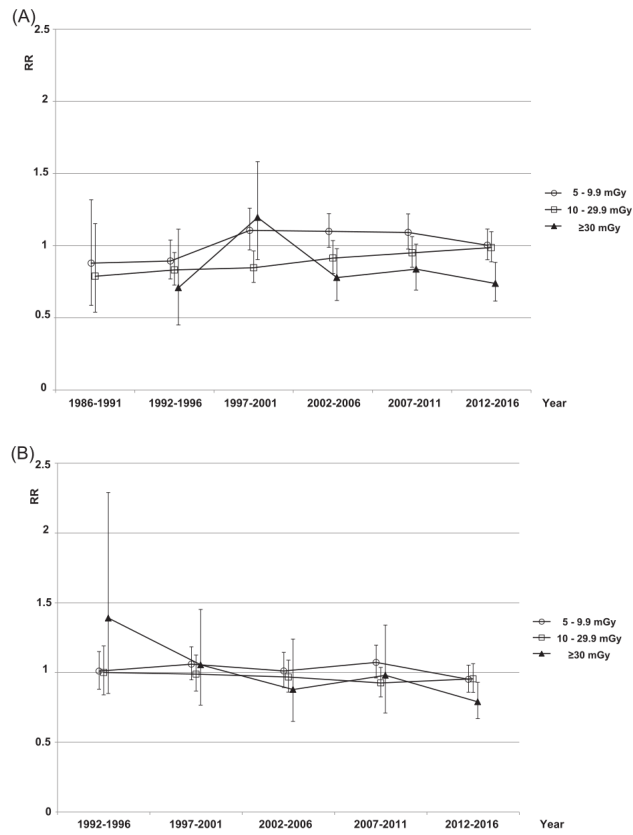 (A)
2.5
RR
2
1.5
1
0.5
0
5 - 9.9 mGy
10 - 29.9 mGy
≥30 mGy
1986-1991 1992-1996 1997-2001 2002-2006 2007-2011 2012-2016 Year
(B)
2.5
RR
2
1.5
1
0.5
0
5 - 9.9 mGy
10 - 29.9 mGy
≥30 mGy
1992-1996 1997-2001 2002-2006 2007-2011 2012-2016 Year